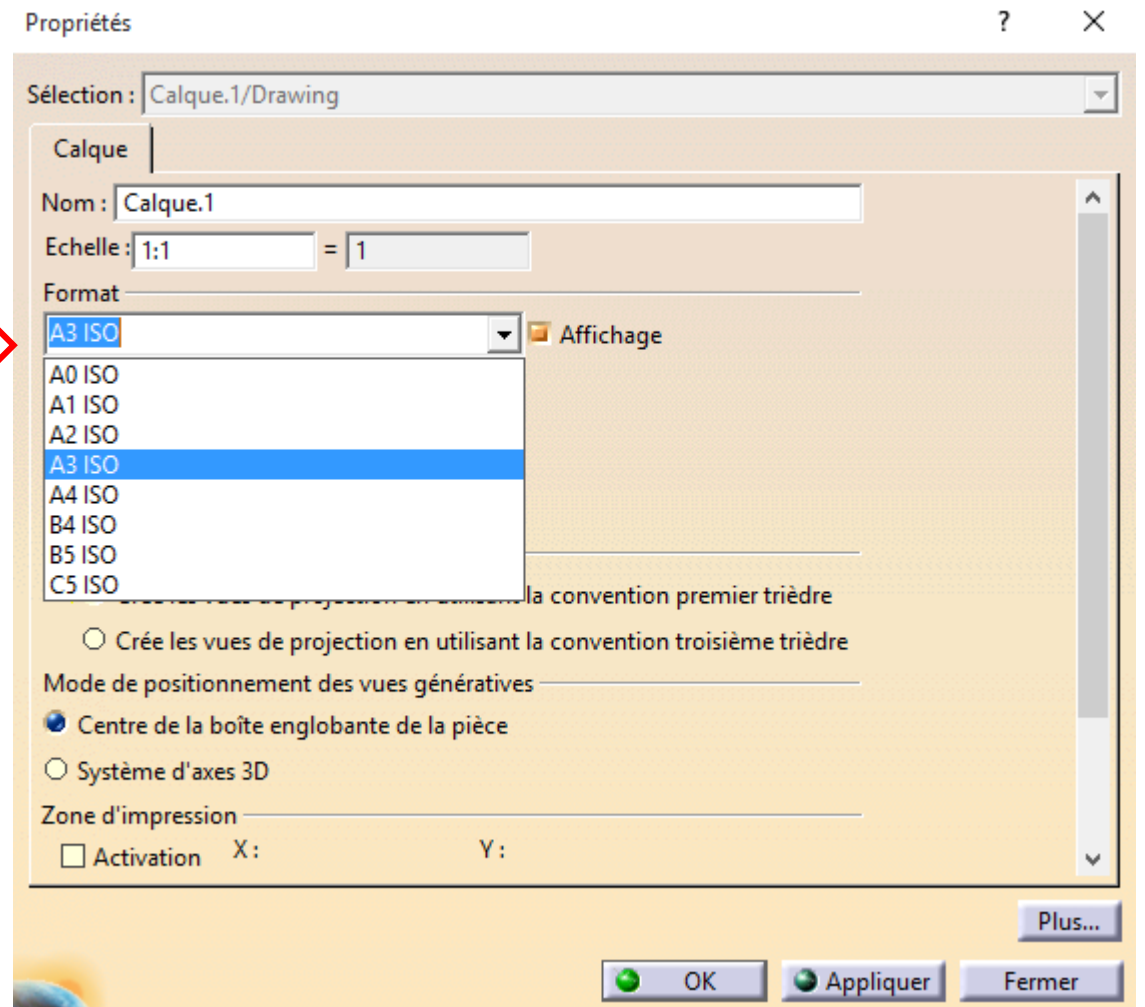 Propriétés ? ×
Sélection : Calque.1/Drawing
Calque
Nom : Calque.1
Echelle : 1:1 = 1
Format
A3 ISO Affichage
A0 ISO
A1 ISO
A2 ISO
A3 ISO
A4 ISO
B4 ISO
B5 ISO
C5 ISO
la convention premier trièdre
Crée les vues de projection en utilisant la convention troisième trièdre
Mode de positionnement des vues génératives
Centre de la boîte englobante de la pièce
Système d'axes 3D
Zone d'impression
Activation X : Y :
Plus...
OK Appliquer Fermer